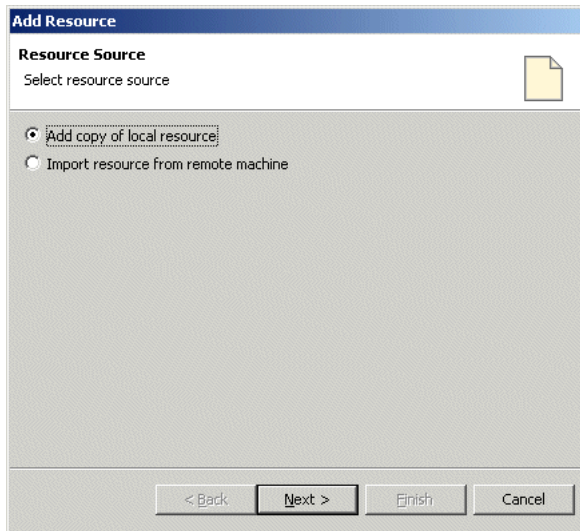 Add Resource
Resource Source
Select resource source
Add copy of local resource
Import resource from remote machine
< Back Next > Finish Cancel